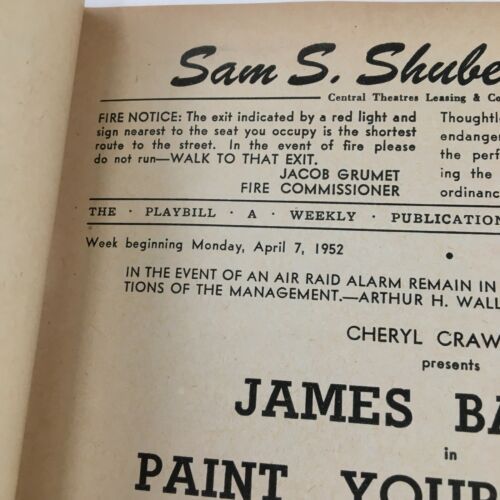 Sam S. Shube
Central Theatres Leasing & Co
FIRE NOTICE: The exit indicated by a red light and
sign nearest to the seat you occupy is the shortest
route to the street. In the event of fire please
do not run—WALK TO THAT EXIT.
JACOB GRUMET
FIRE COMMISSIONER
Thoughtl
endanger
the perf
ing the
ordinanc
THE · PLAYBILL · A · WEEKLY · PUBLICATION
Week beginning Monday, April 7, 1952
IN THE EVENT OF AN AIR RAID ALARM REMAIN IN
TIONS OF THE MANAGEMENT.—ARTHUR H. WALL
CHERYL CRAW
presents
JAMES BA
in
PAINT YOUR